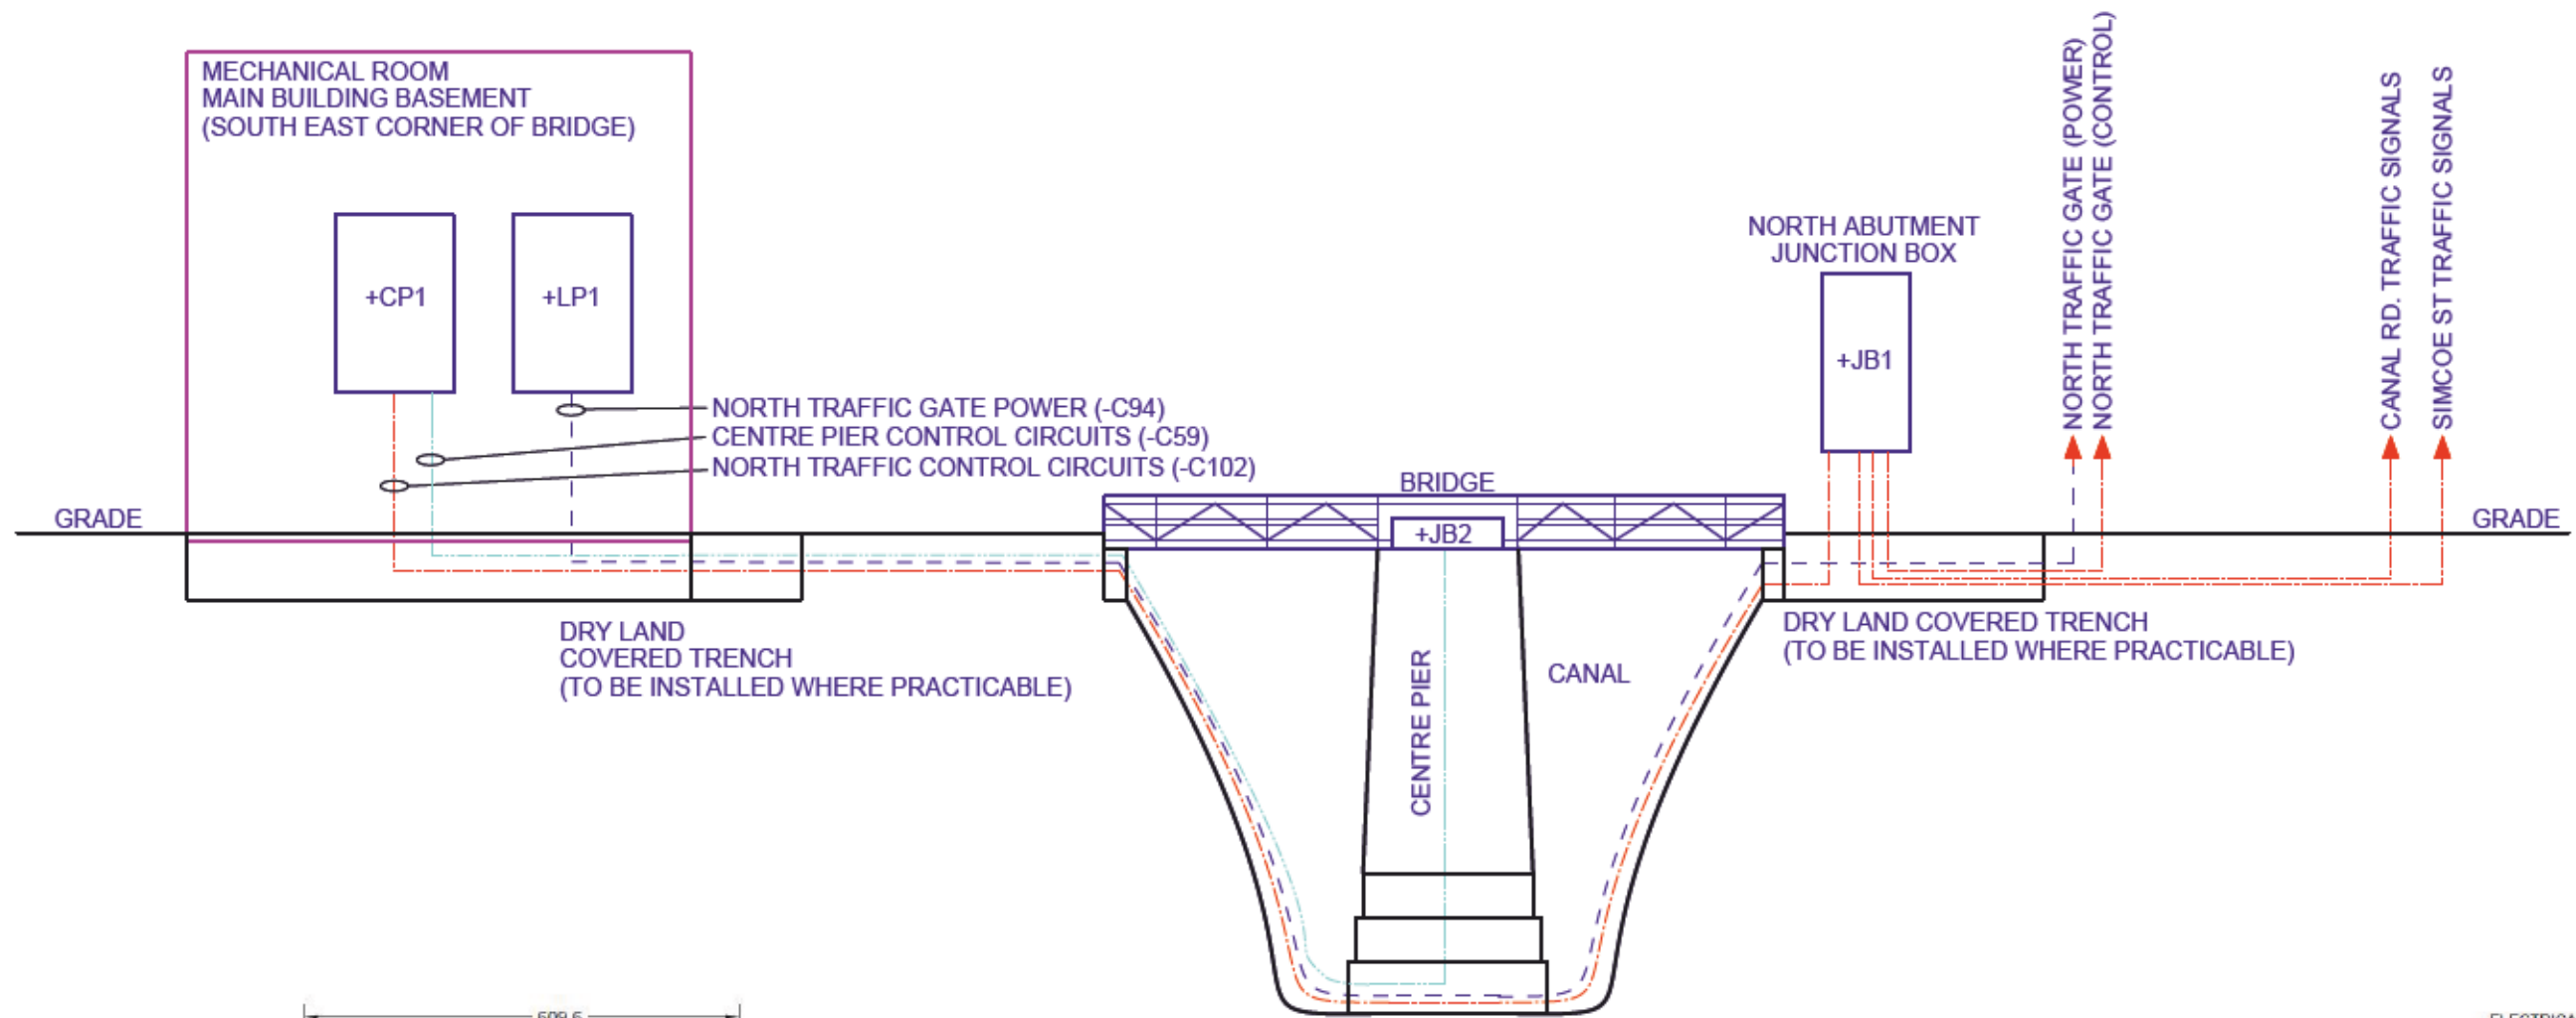 MECHANICAL ROOM
MAIN BUILDING BASEMENT
(SOUTH EAST CORNER OF BRIDGE)
+CP1
+LP1
NORTH TRAFFIC GATE POWER (-C94)
CENTRE PIER CONTROL CIRCUITS (-C59)
NORTH TRAFFIC CONTROL CIRCUITS (-C102)
GRADE
DRY LAND
COVERED TRENCH
(TO BE INSTALLED WHERE PRACTICABLE)
BRIDGE
+JB2
CENTRE PIER
CANAL
NORTH ABUTMENT
JUNCTION BOX
+JB1
NORTH TRAFFIC GATE (POWER)
NORTH TRAFFIC GATE (CONTROL)
CANAL RD. TRAFFIC SIGNALS
SIMCOE ST TRAFFIC SIGNALS
GRADE
DRY LAND COVERED TRENCH
(TO BE INSTALLED WHERE PRACTICABLE)